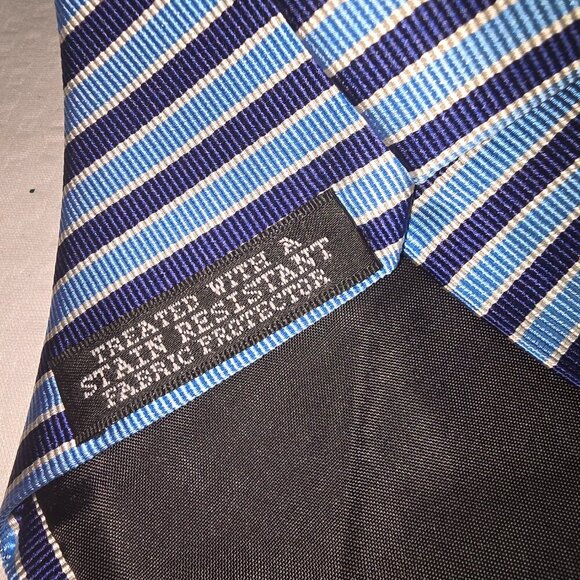 TREATED WITH A
STAIN RESISTANT
FABRIC PROTECTOR